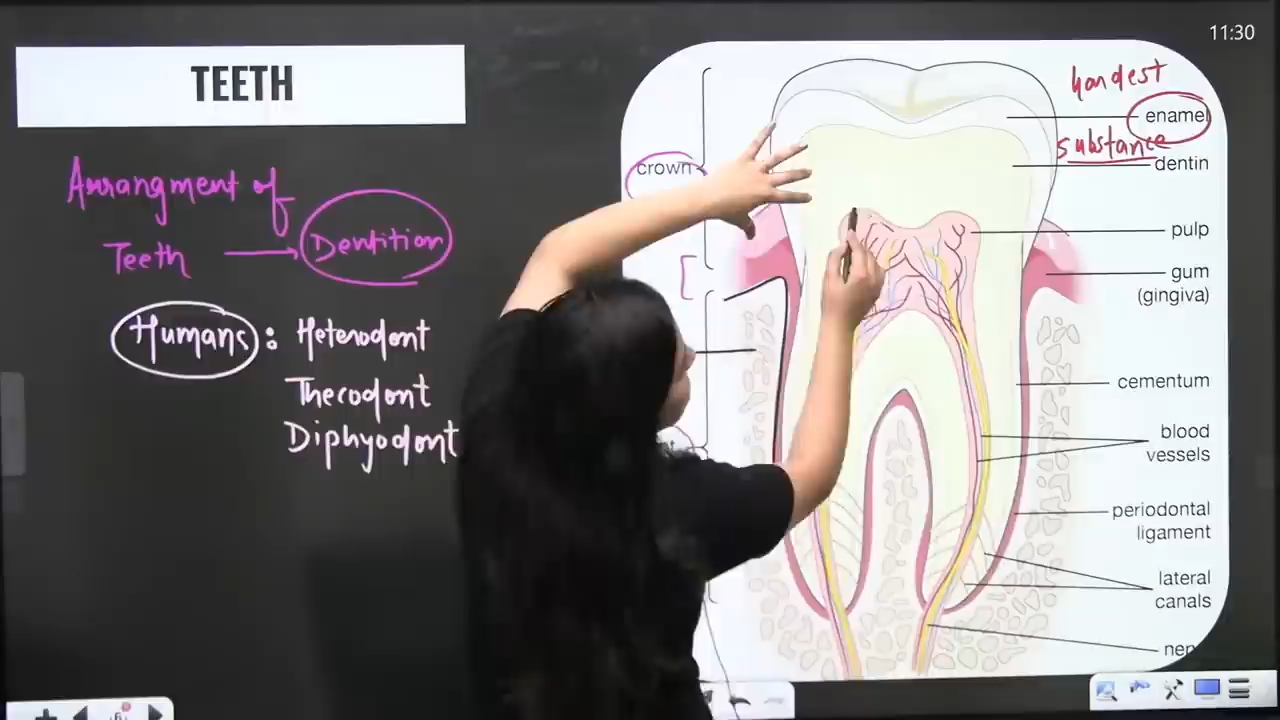 11:30
TEETH
Arrangment of
Teeth → Dentition
Humans : Heterodont
Thecodont
Diphyodont
crown
hardest
enamel
substance
dentin
pulp
gum
(gingiva)
cementum
blood
vessels
periodontal
ligament
lateral
canals